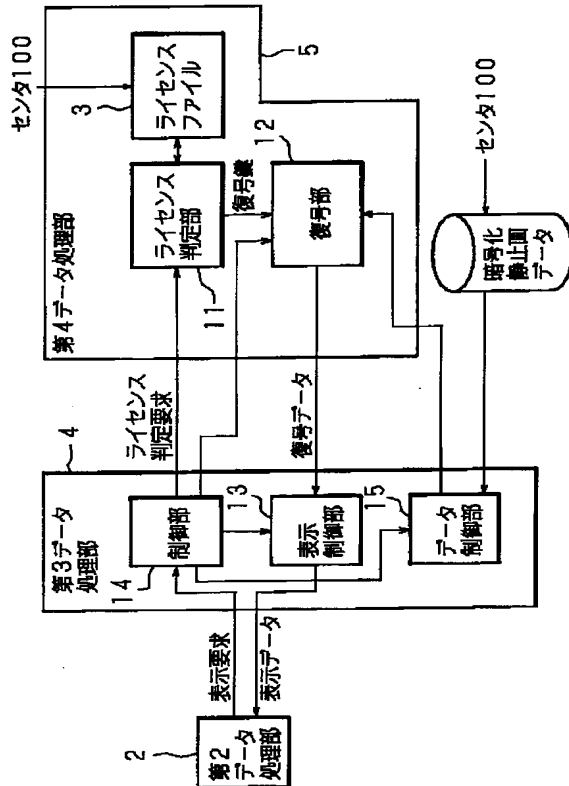 第2
データ
処理部
2
表示要求
表示データ
第3データ
処理部
4
制御部
14
表示
制御部
13
データ
制御部
15
ライセンス
判定要求
復号データ
第4データ処理部
5
ライセンス
判定部
11
ライセンス
ファイル
3
復号鍵
復号部
12
センタ100
暗号化
静止画
データ
センタ100